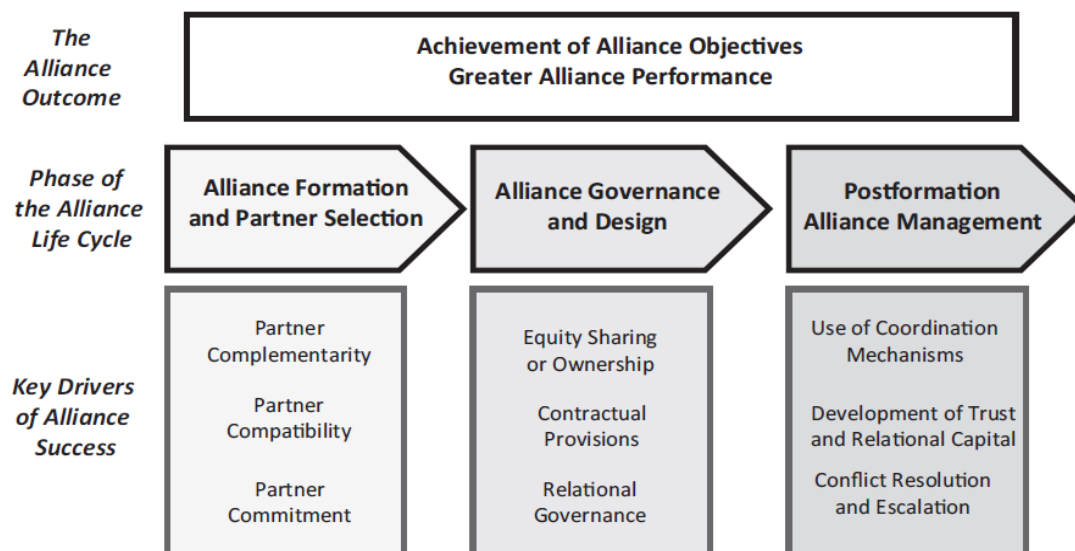 The
Alliance
Outcome
Achievement of Alliance Objectives
Greater Alliance Performance
Phase of
the Alliance
Life Cycle
Alliance Formation
and Partner Selection
Alliance Governance
and Design
Postformation
Alliance Management
Key Drivers
of Alliance
Success
Partner
Complementarity
Partner
Compatibility
Partner
Commitment
Equity Sharing
or Ownership
Contractual
Provisions
Relational
Governance
Use of Coordination
Mechanisms
Development of Trust
and Relational Capital
Conflict Resolution
and Escalation